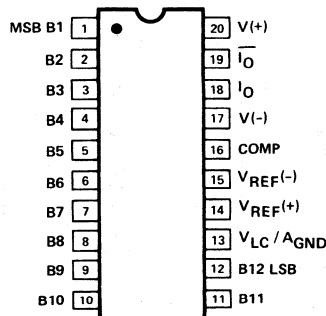 MSB B1 1 20 V(+)
B2 2 19 I̅O̅
B3 3 18 IO
B4 4 17 V(-)
B5 5 16 COMP
B6 6 15 VREF(-)
B7 7 14 VREF(+)
B8 8 13 VLC / AGND
B9 9 12 B12 LSB
B10 10 11 B11